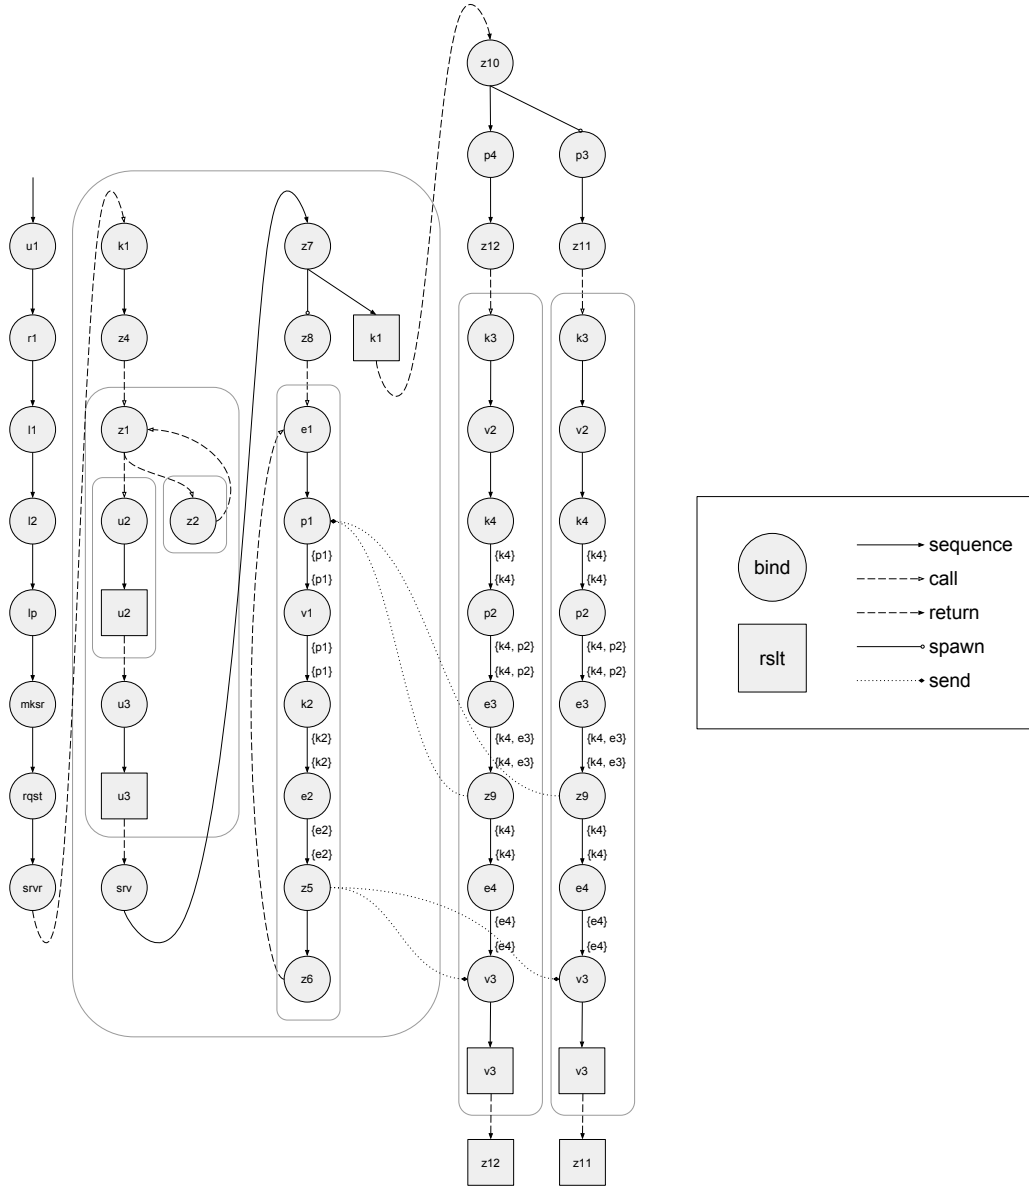 z10
p4 p3
u1 k1 z7 z12 z11
r1 z4 z8 k1 k3 k3
l1 z1 e1 v2 v2
l2 u2 z2 p1 k4 k4
{p1} {k4} {k4}
{p1} {k4} {k4}
lp u2 v1 p2 p2
{p1} {k4, p2} {k4, p2}
{p1} {k4, p2} {k4, p2}
mksr u3 k2 e3 e3
{k2} {k4, e3} {k4, e3}
{k2} {k4, e3} {k4, e3}
rqst u3 e2 z9 z9
{e2} {k4} {k4}
{e2} {k4} {k4}
srvr srv z5 e4 e4
{e4} {e4}
{e4} {e4}
z6 v3 v3
v3 v3
z12 z11
bind
rslt
sequence
call
return
spawn
send